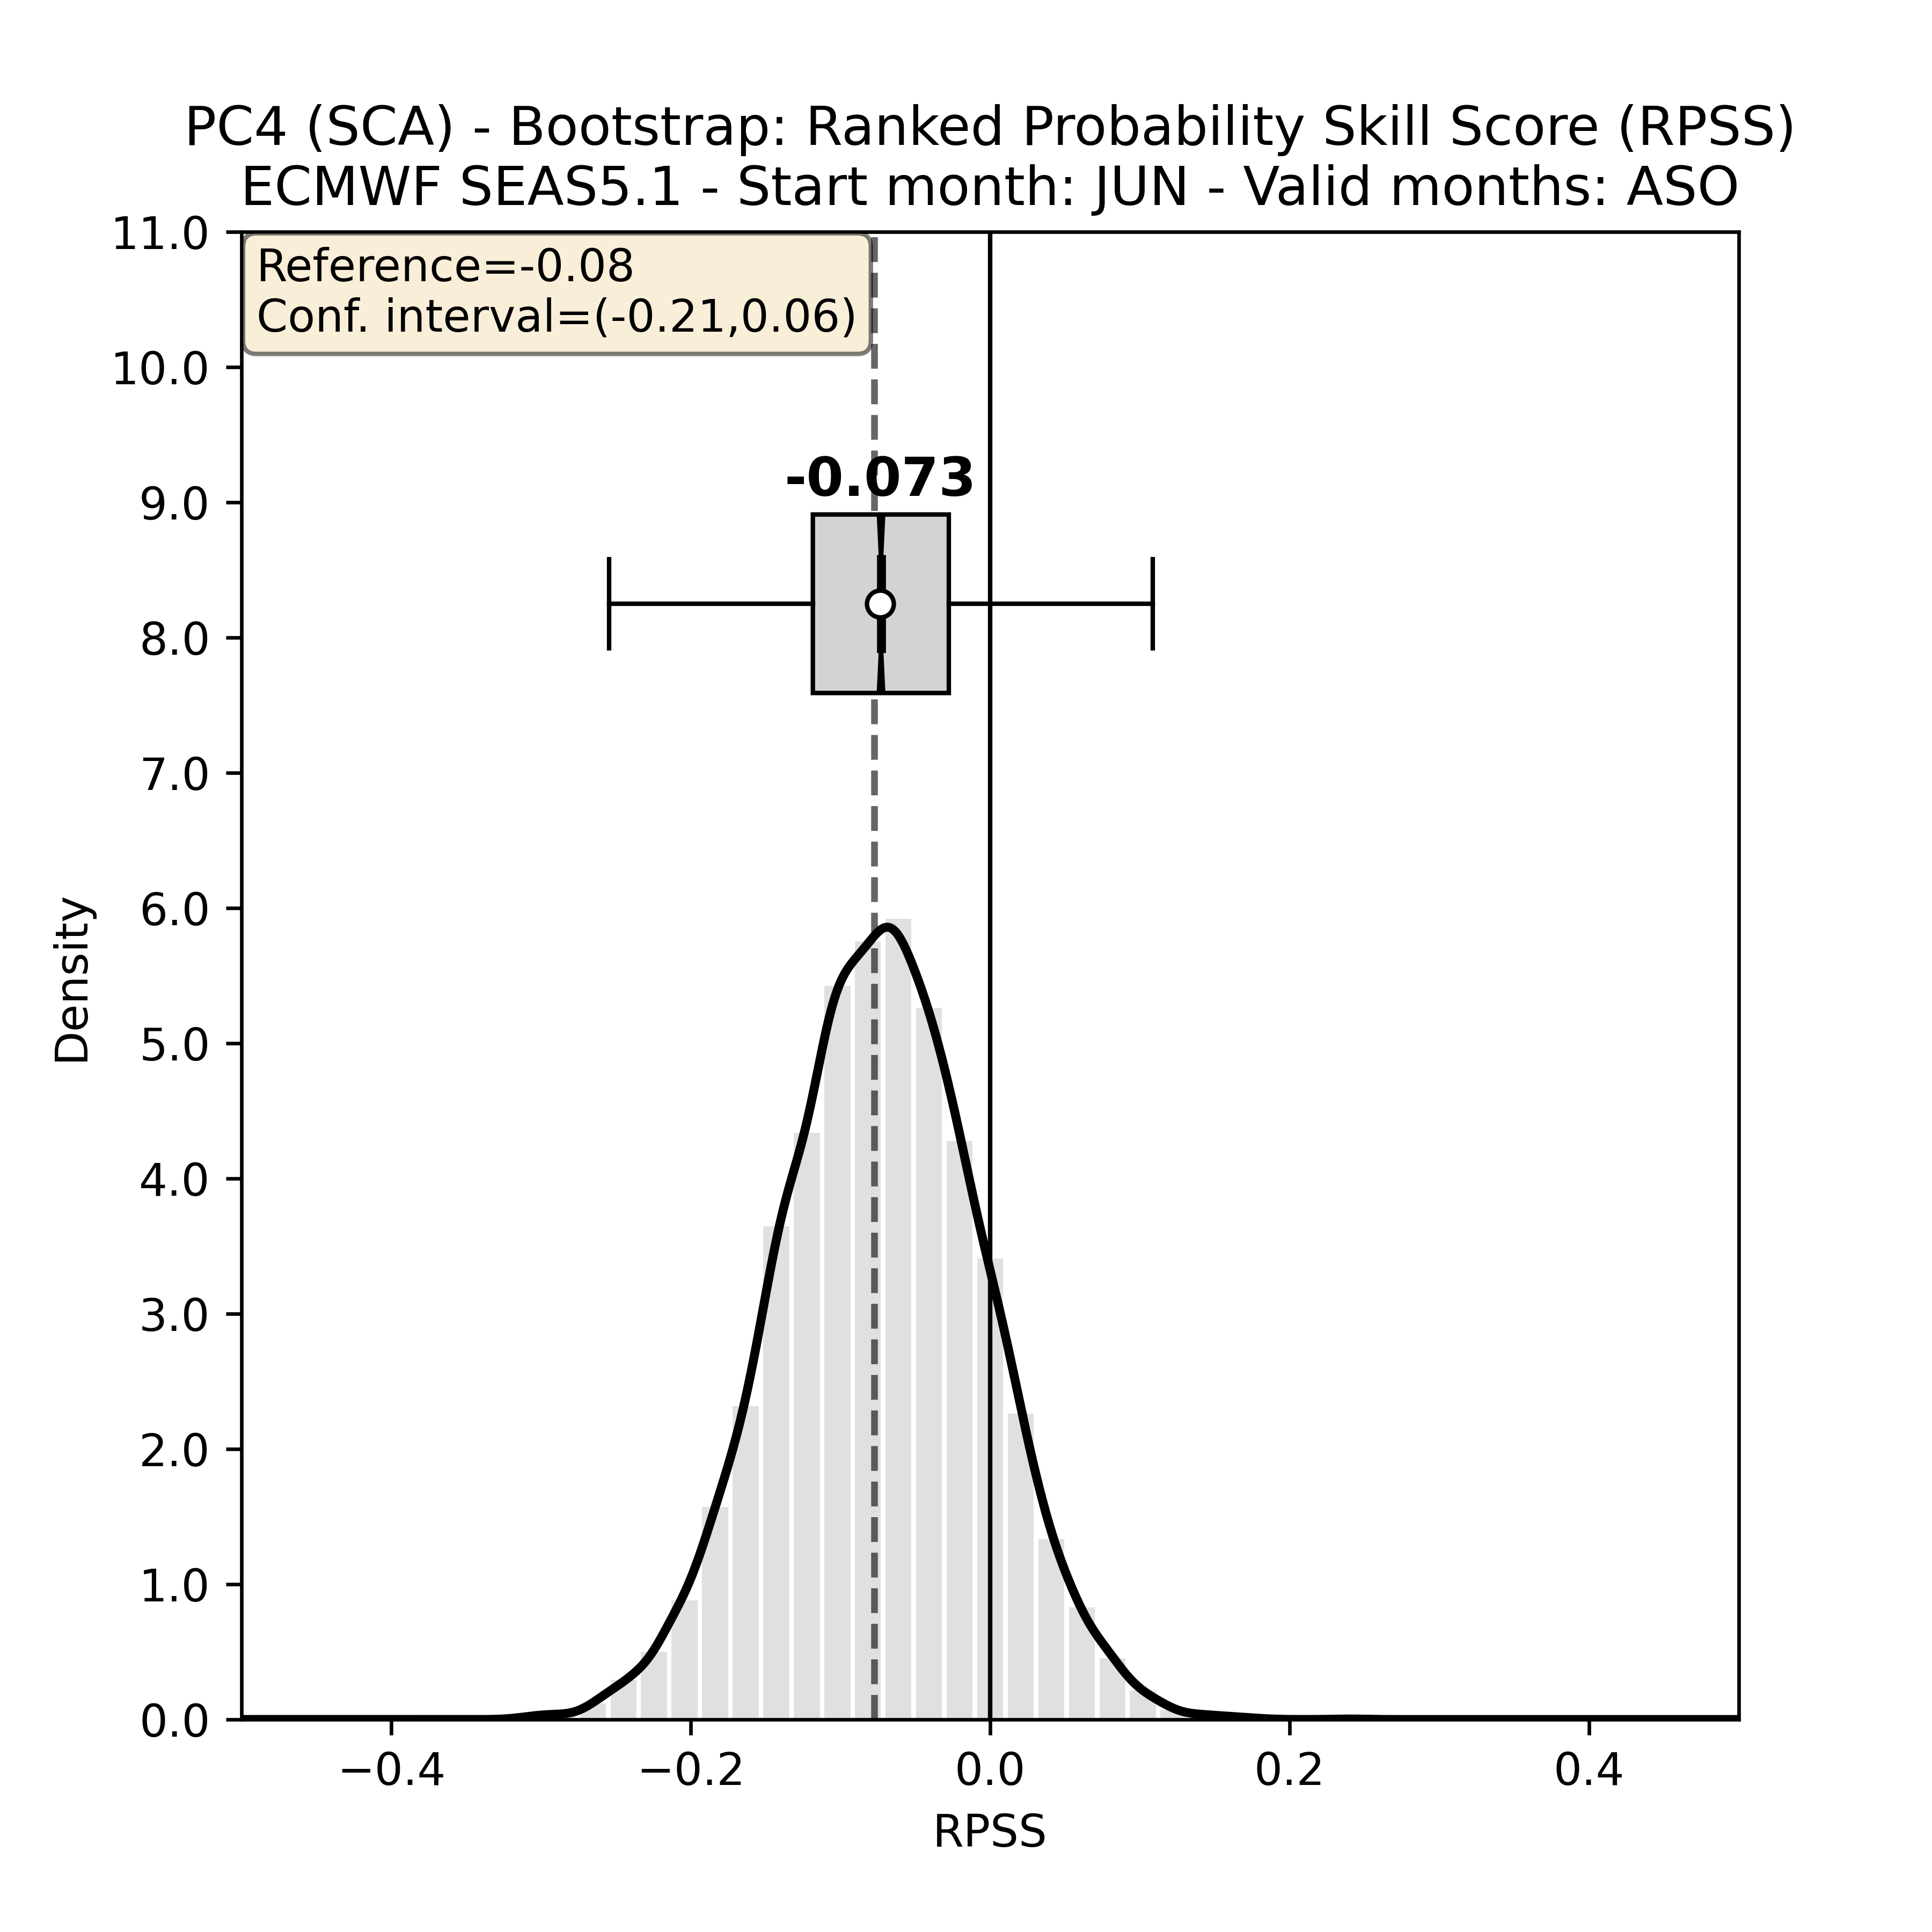 PC4 (SCA) - Bootstrap: Ranked Probability Skill Score (RPSS)
ECMWF SEAS5.1 - Start month: JUN - Valid months: ASO
11.0
Reference=-0.08
Conf. interval=(-0.21,0.06)
10.0
-0.073
9.0
8.0
7.0
6.0
Density
5.0
4.0
3.0
2.0
1.0
0.0
−0.4 −0.2 0.0 0.2 0.4
RPSS